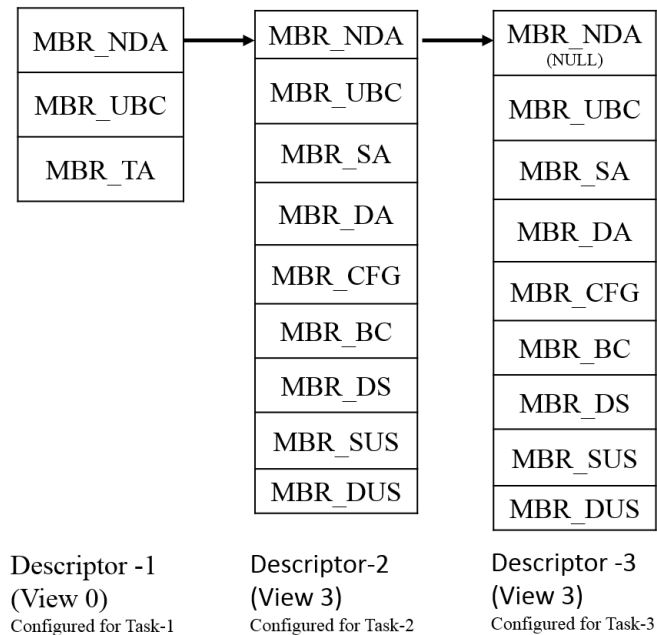 MBR_NDA
MBR_UBC
MBR_TA
Descriptor -1
(View 0)
Configured for Task-1
MBR_NDA
MBR_UBC
MBR_SA
MBR_DA
MBR_CFG
MBR_BC
MBR_DS
MBR_SUS
MBR_DUS
Descriptor-2
(View 3)
Configured for Task-2
MBR_NDA
(NULL)
MBR_UBC
MBR_SA
MBR_DA
MBR_CFG
MBR_BC
MBR_DS
MBR_SUS
MBR_DUS
Descriptor -3
(View 3)
Configured for Task-3